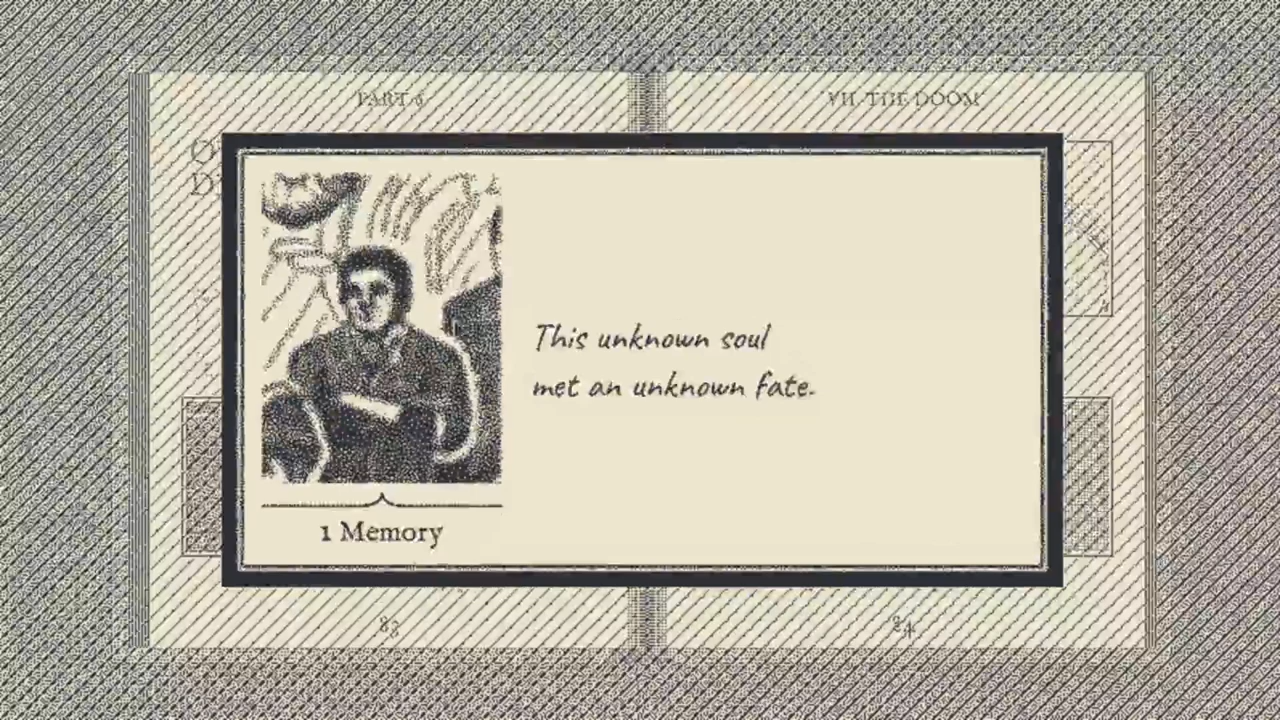 PART 6
VII. THE DOOM
This unknown soul
met an unknown fate.
1 Memory
83
84